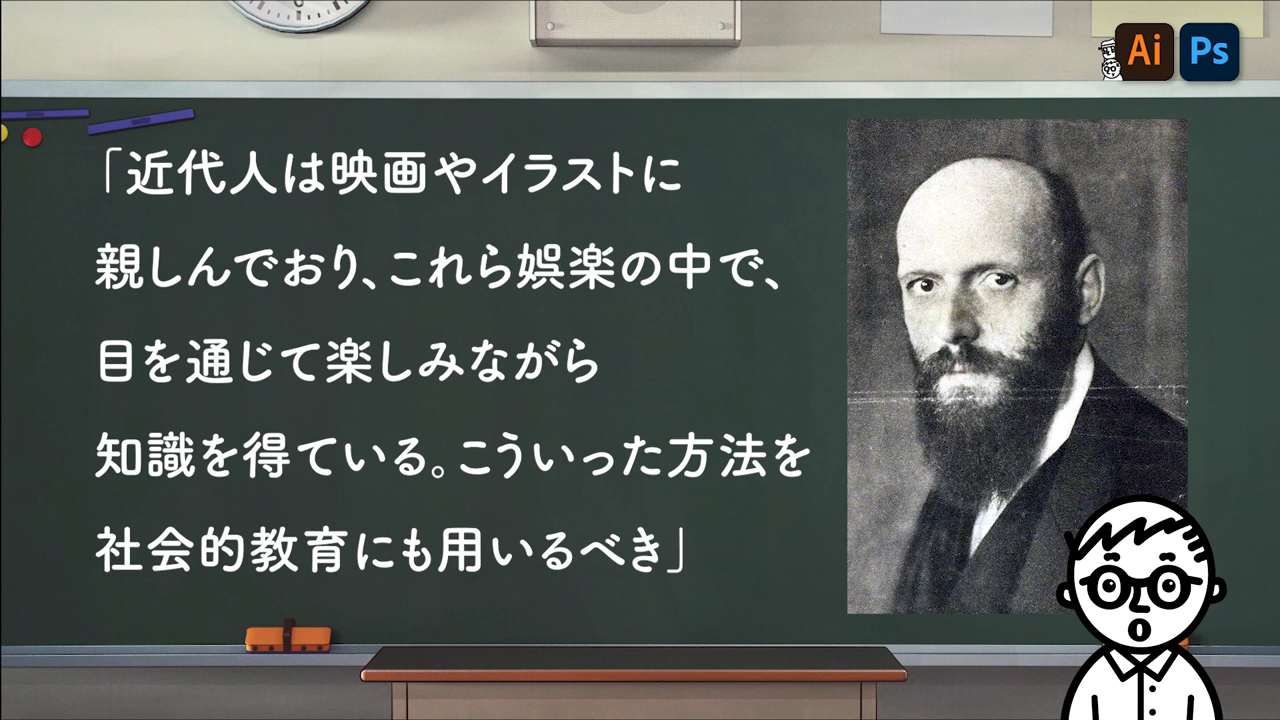 Ai Ps
「近代人は映画やイラストに
親しんでおり、これら娯楽の中で、
目を通じて楽しみながら
知識を得ている。こういった方法を
社会的教育にも用いるべき」